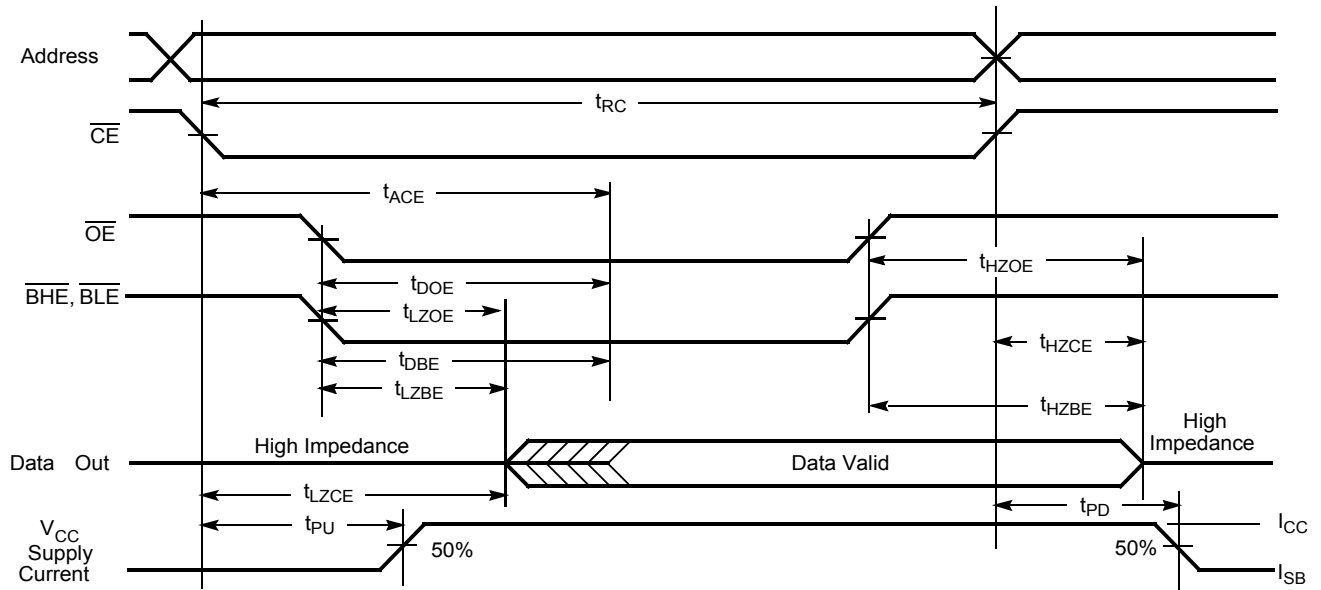 Address
tRC
CE
tACE
OE
tHZOE
tDOE
BHE, BLE
tLZOE
tHZCE
tDBE
tLZBE
tHZBE
High Impedance
High
Impedance
Data Out
Data Valid
tLZCE
tPD
tPU
VCC
Supply
Current
50%
50%
ICC
ISB